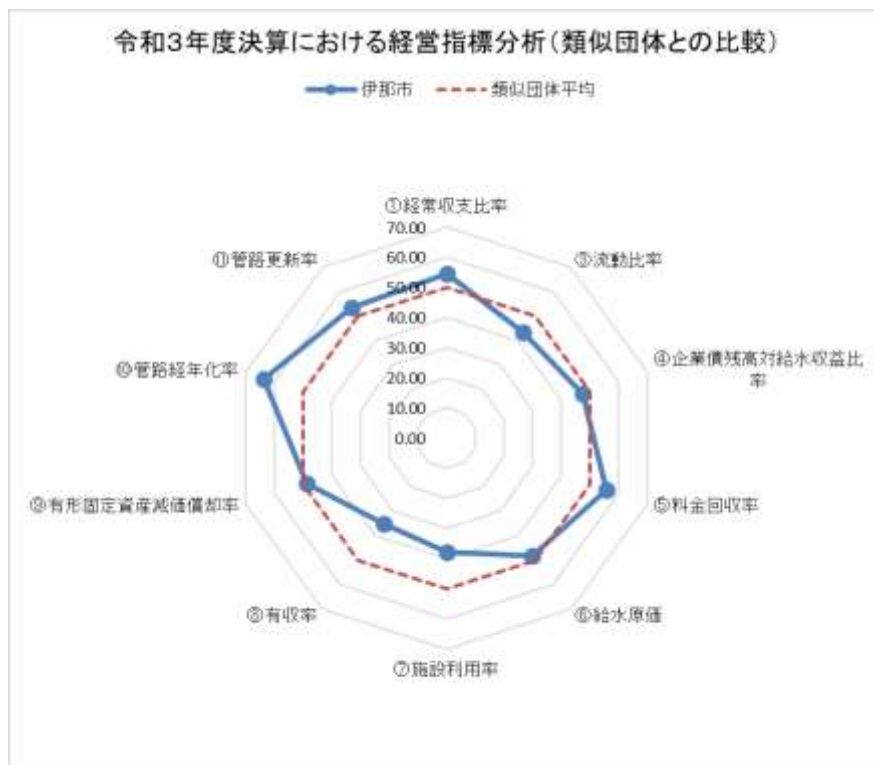 令和３年度決算における経営指標分析（類似団体との比較）
伊那市
類似団体平均
①経常収支比率
70.00
60.00
50.00
40.00
30.00
20.00
10.00
0.00
③流動比率
④企業債残高対給水収益比
率
⑤料金回収率
⑥給水原価
⑦施設利用率
⑧有収率
⑨有形固定資産減価償却率
⑩管路経年化率
⑪管路更新率